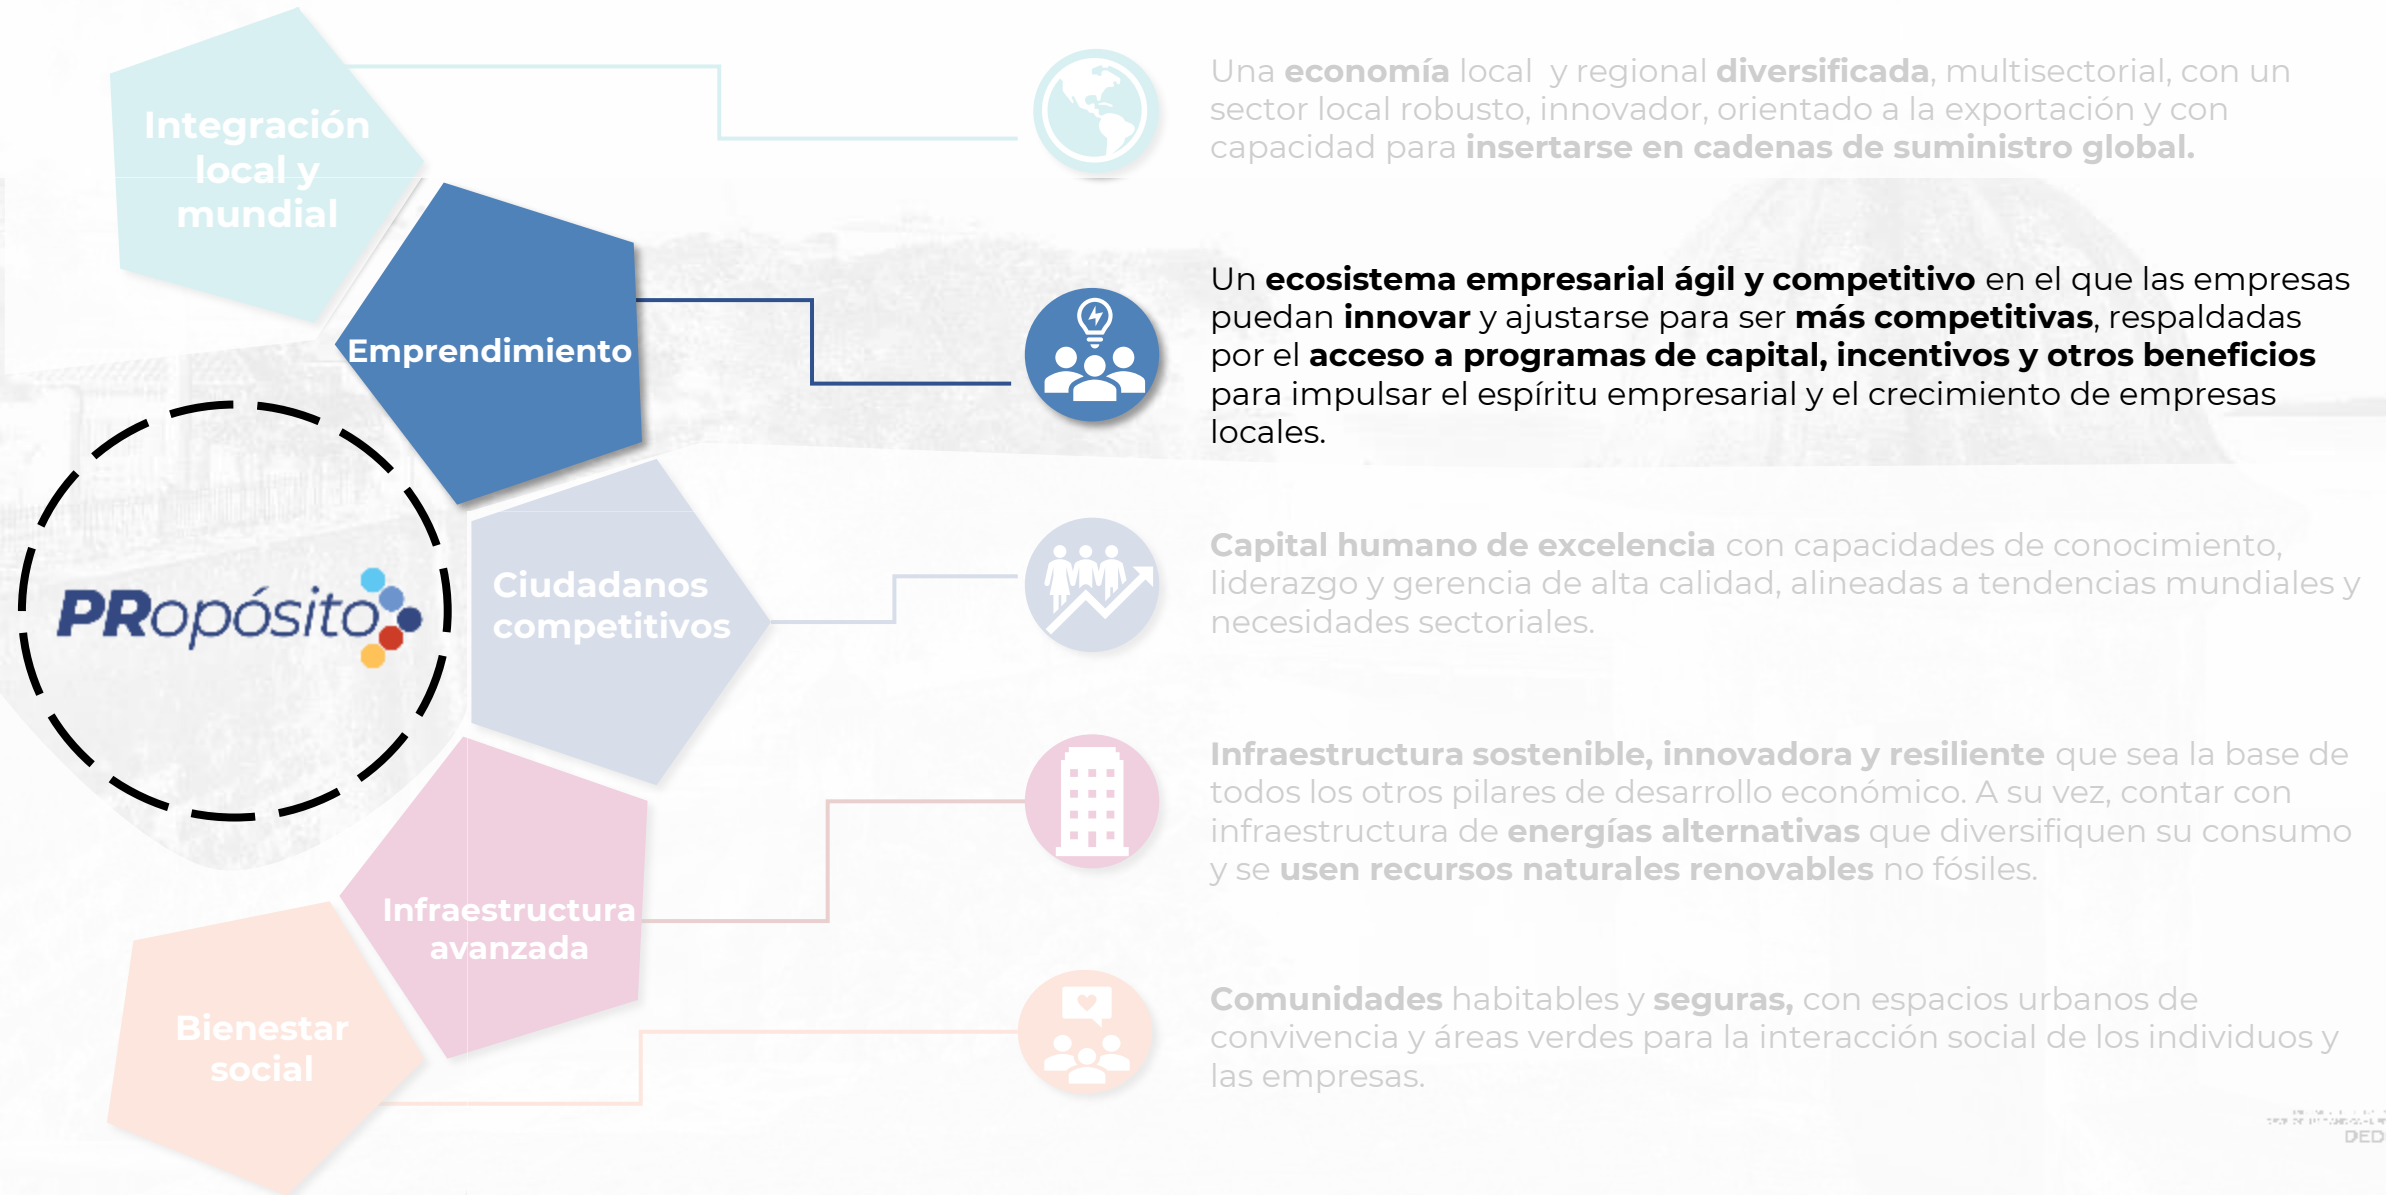 Integración
local y
mundial
Una economía local y regional diversificada, multisectorial, con un
sector local robusto, innovador, orientado a la exportación y con
capacidad para insertarse en cadenas de suministro global.
Emprendimiento
Un ecosistema empresarial ágil y competitivo en el que las empresas
puedan innovar y ajustarse para ser más competitivas, respaldadas
por el acceso a programas de capital, incentivos y otros beneficios
para impulsar el espíritu empresarial y el crecimiento de empresas
locales.
PRopósito
Ciudadanos
competitivos
Capital humano de excelencia con capacidades de conocimiento,
liderazgo y gerencia de alta calidad, alineadas a tendencias mundiales y
necesidades sectoriales.
Infraestructura
avanzada
Infraestructura sostenible, innovadora y resiliente que sea la base de
todos los otros pilares de desarrollo económico. A su vez, contar con
infraestructura de energías alternativas que diversifiquen su consumo
y se usen recursos naturales renovables no fósiles.
Bienestar
social
Comunidades habitables y seguras, con espacios urbanos de
convivencia y áreas verdes para la interacción social de los individuos y
las empresas.
DED